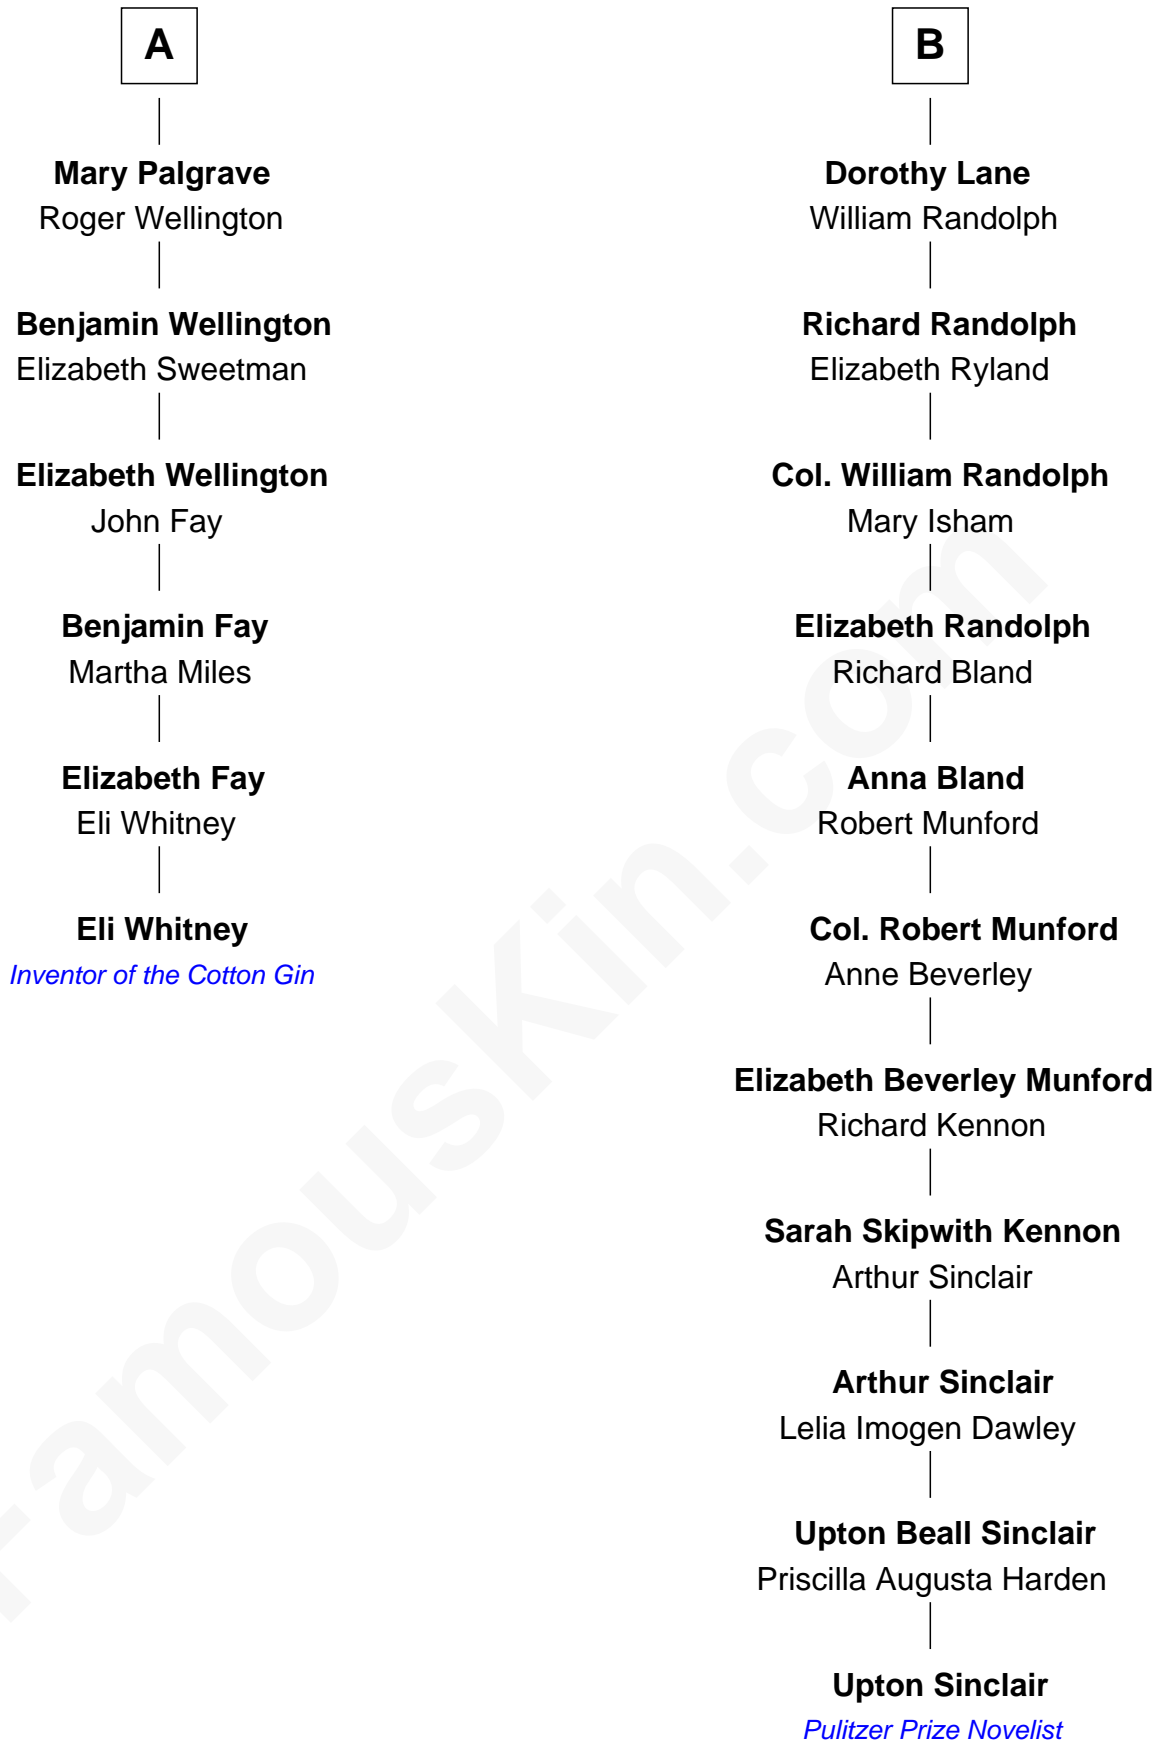 A
Mary Palgrave
Roger Wellington
Benjamin Wellington
Elizabeth Sweetman
Elizabeth Wellington
John Fay
Benjamin Fay
Martha Miles
Elizabeth Fay
Eli Whitney
Eli Whitney
Inventor of the Cotton Gin
B
Dorothy Lane
William Randolph
Richard Randolph
Elizabeth Ryland
Col. William Randolph
Mary Isham
Elizabeth Randolph
Richard Bland
Anna Bland
Robert Munford
Col. Robert Munford
Anne Beverley
Elizabeth Beverley Munford
Richard Kennon
Sarah Skipwith Kennon
Arthur Sinclair
Arthur Sinclair
Lelia Imogen Dawley
Upton Beall Sinclair
Priscilla Augusta Harden
Upton Sinclair
Pulitzer Prize Novelist
FamousKin.com